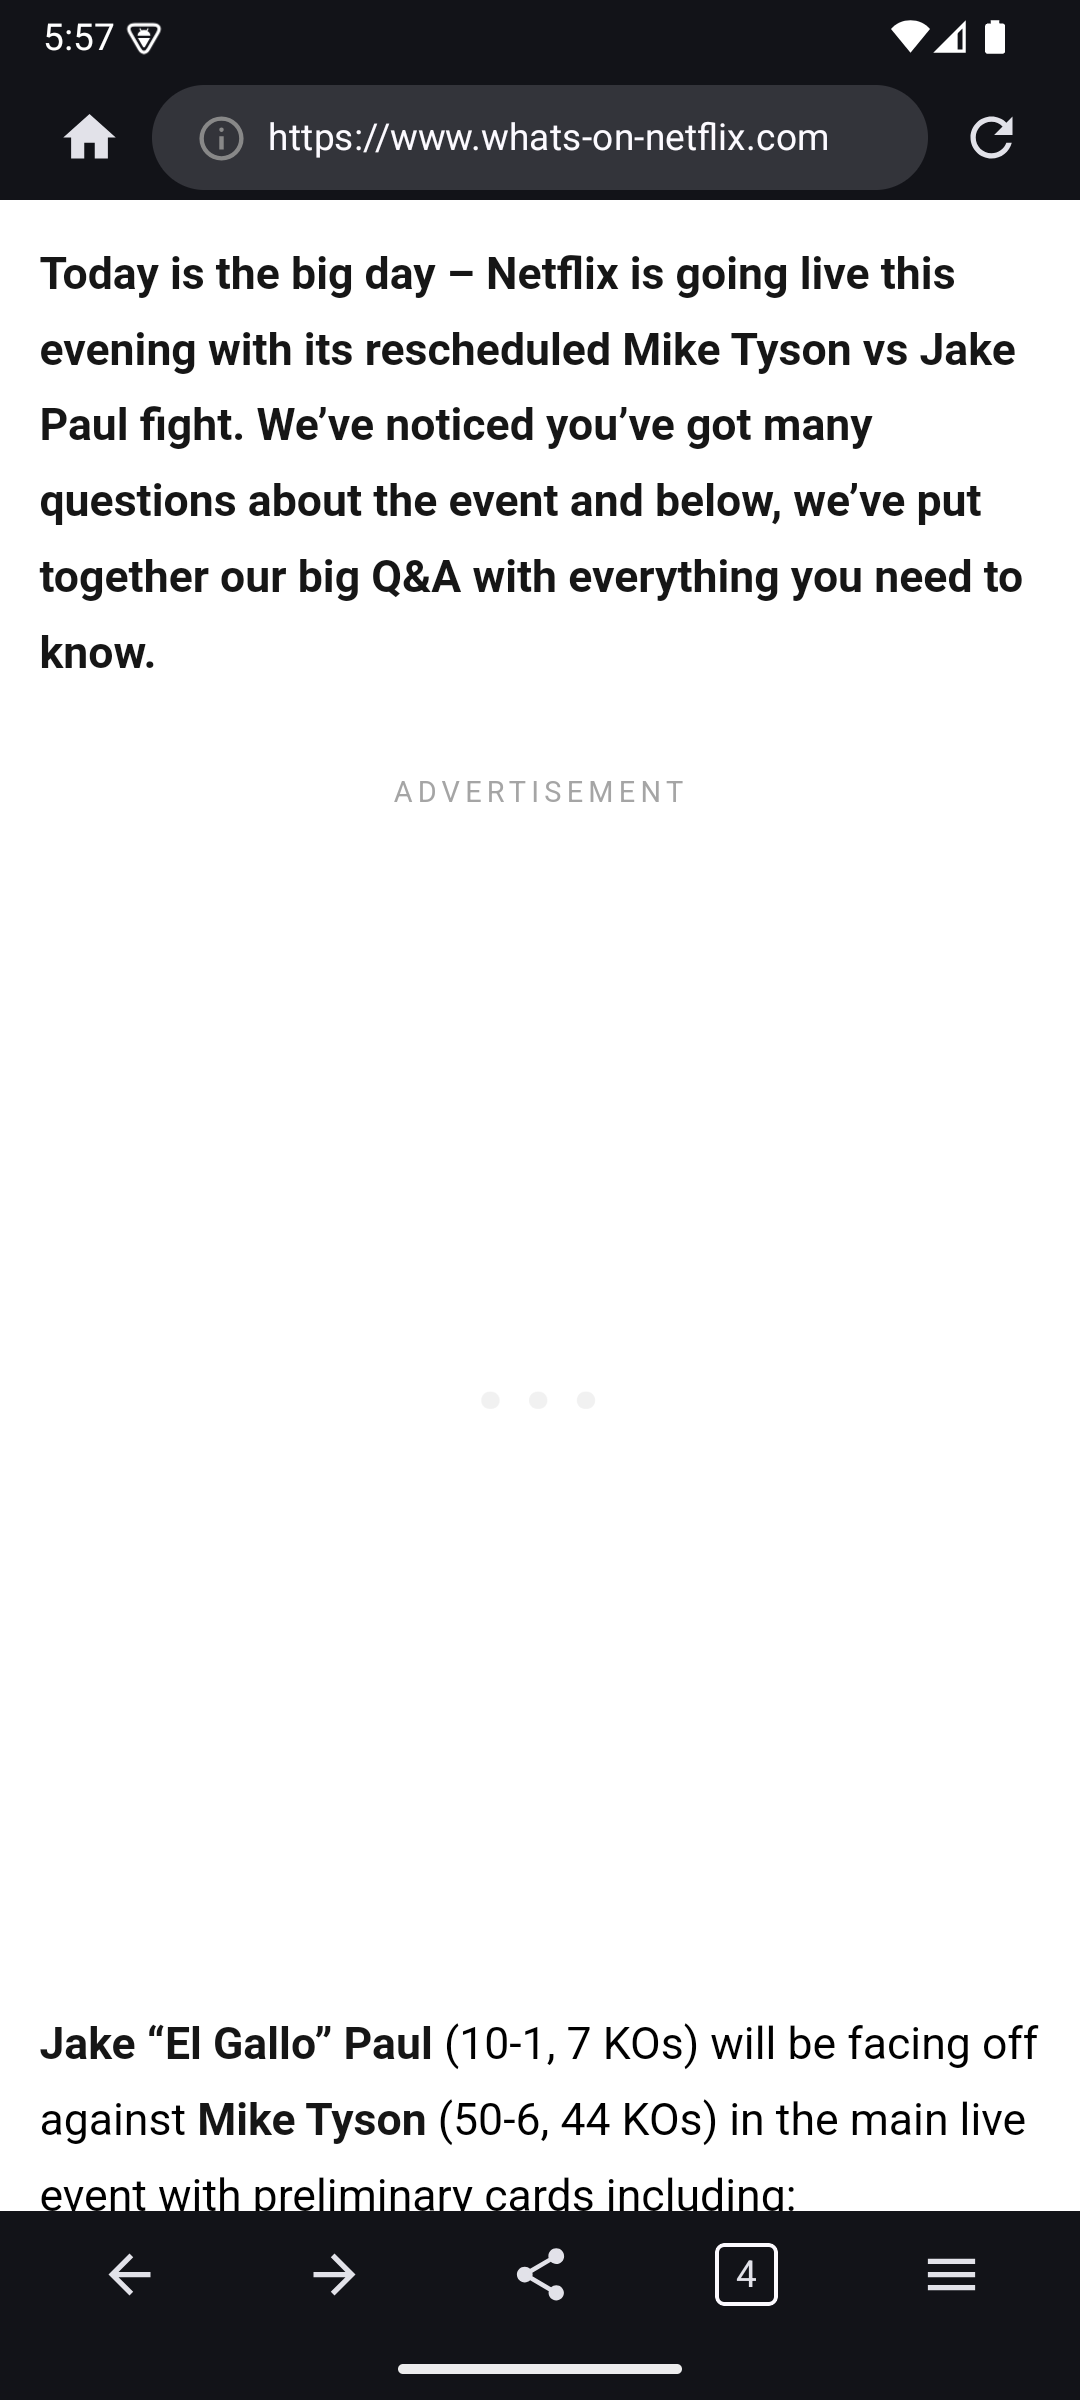 5:57
https://www.whats-on-netflix.com
Today is the big day – Netflix is going live this
evening with its rescheduled Mike Tyson vs Jake
Paul fight. We’ve noticed you’ve got many
questions about the event and below, we’ve put
together our big Q&A with everything you need to
know.
ADVERTISEMENT
Jake “El Gallo” Paul (10-1, 7 KOs) will be facing off
against Mike Tyson (50-6, 44 KOs) in the main live
event with preliminary cards including:
4